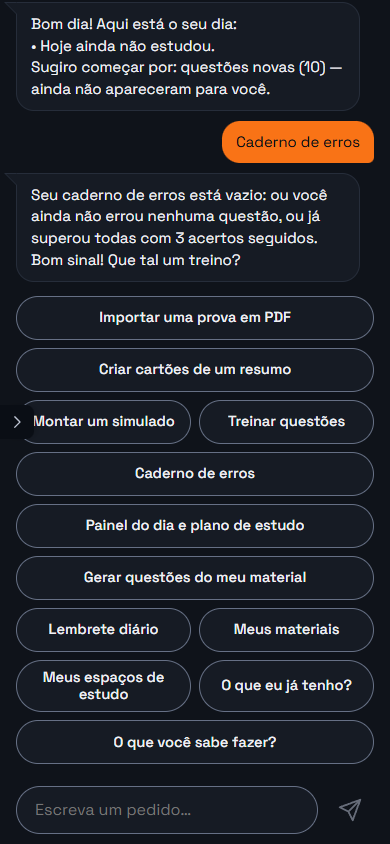 Bom dia! Aqui está o seu dia:
• Hoje ainda não estudou.
Sugiro começar por: questões novas (10) —
ainda não apareceram para você.
Caderno de erros
Seu caderno de erros está vazio: ou você
ainda não errou nenhuma questão, ou já
superou todas com 3 acertos seguidos.
Bom sinal! Que tal um treino?
Importar uma prova em PDF
Criar cartões de um resumo
Montar um simulado
Treinar questões
Caderno de erros
Painel do dia e plano de estudo
Gerar questões do meu material
Lembrete diário
Meus materiais
Meus espaços de
estudo
O que eu já tenho?
O que você sabe fazer?
Escreva um pedido...